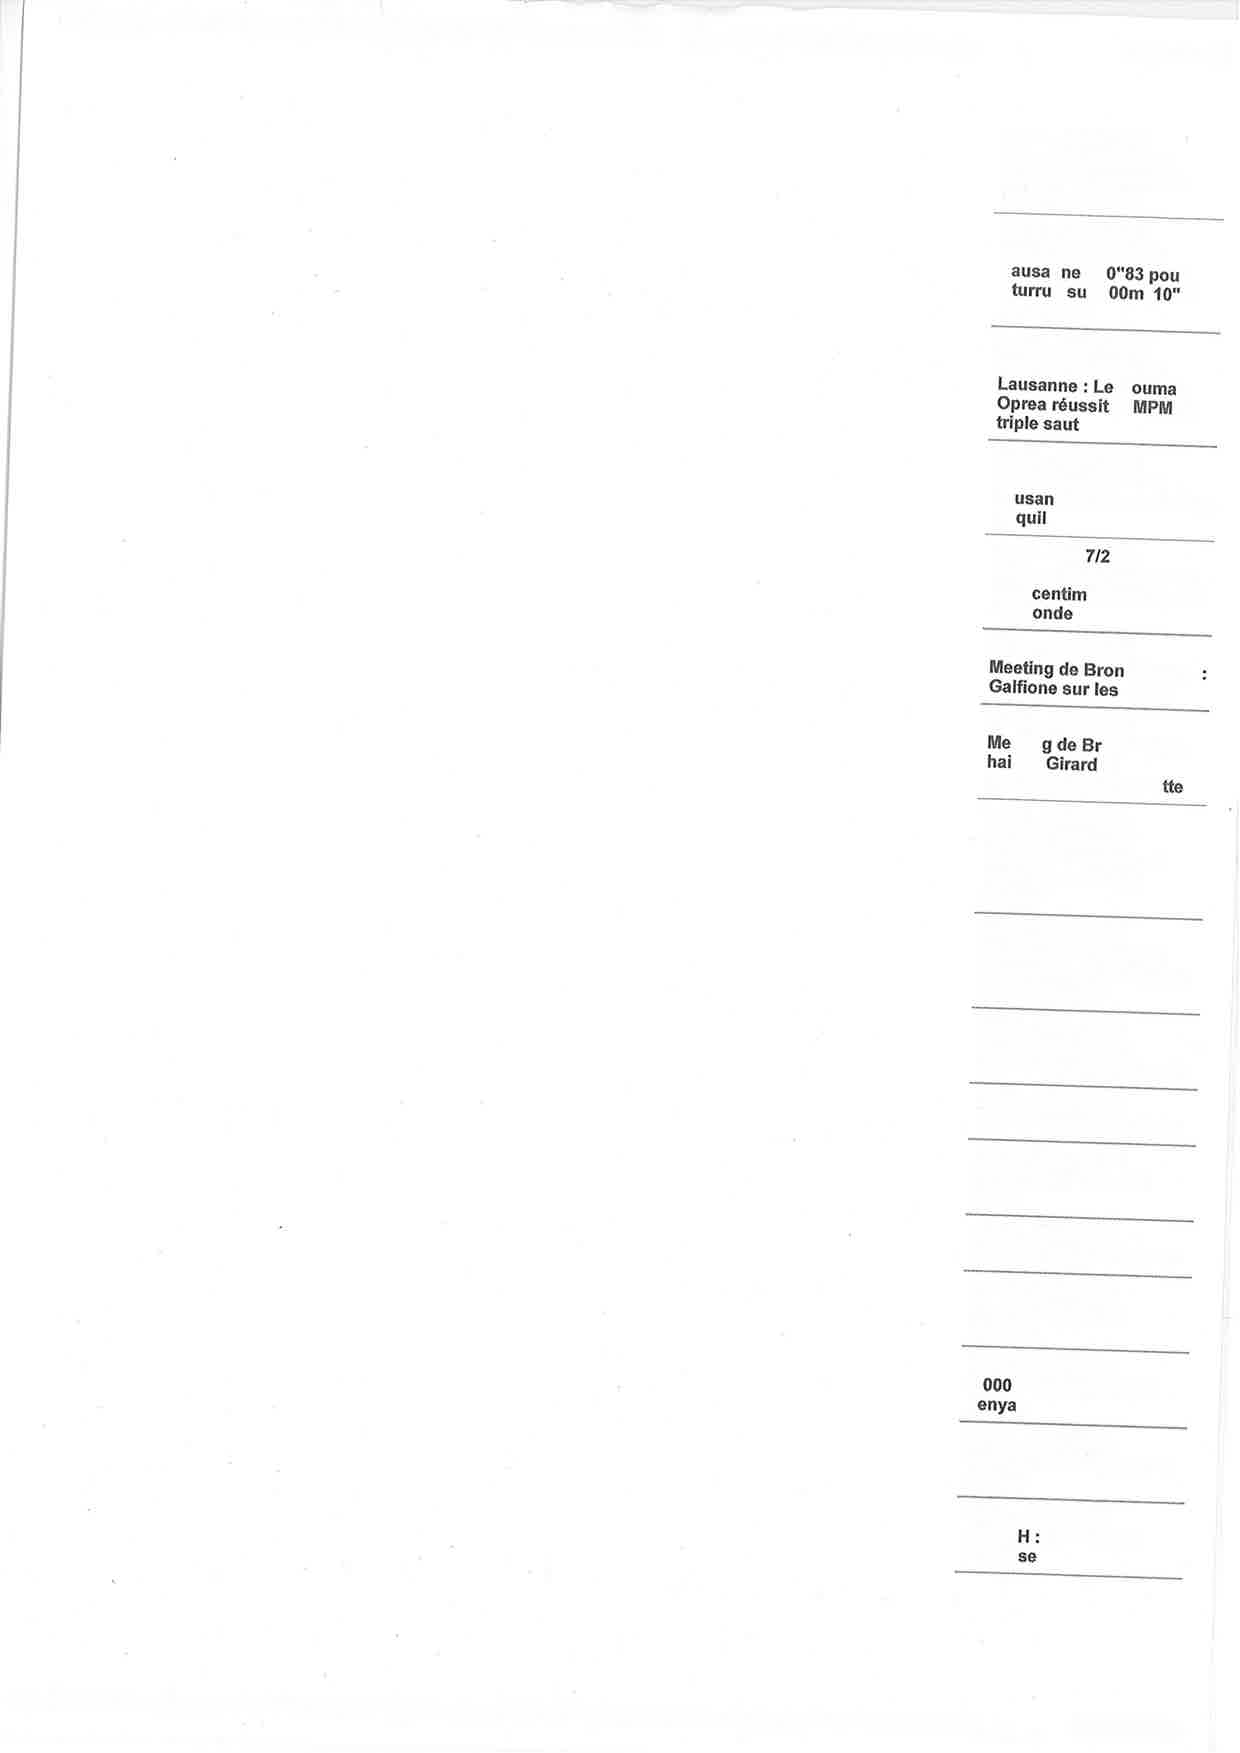 ausa ne 0"83 pou
turru su 00m 10"
Lausanne : Le ouma
Oprea réussit MPM
triple saut
usan
quil
7/2
centim
onde
Meeting de Bron :
Galfione sur les
Me g de Br
hai Girard
tte
000
enya
H :
se